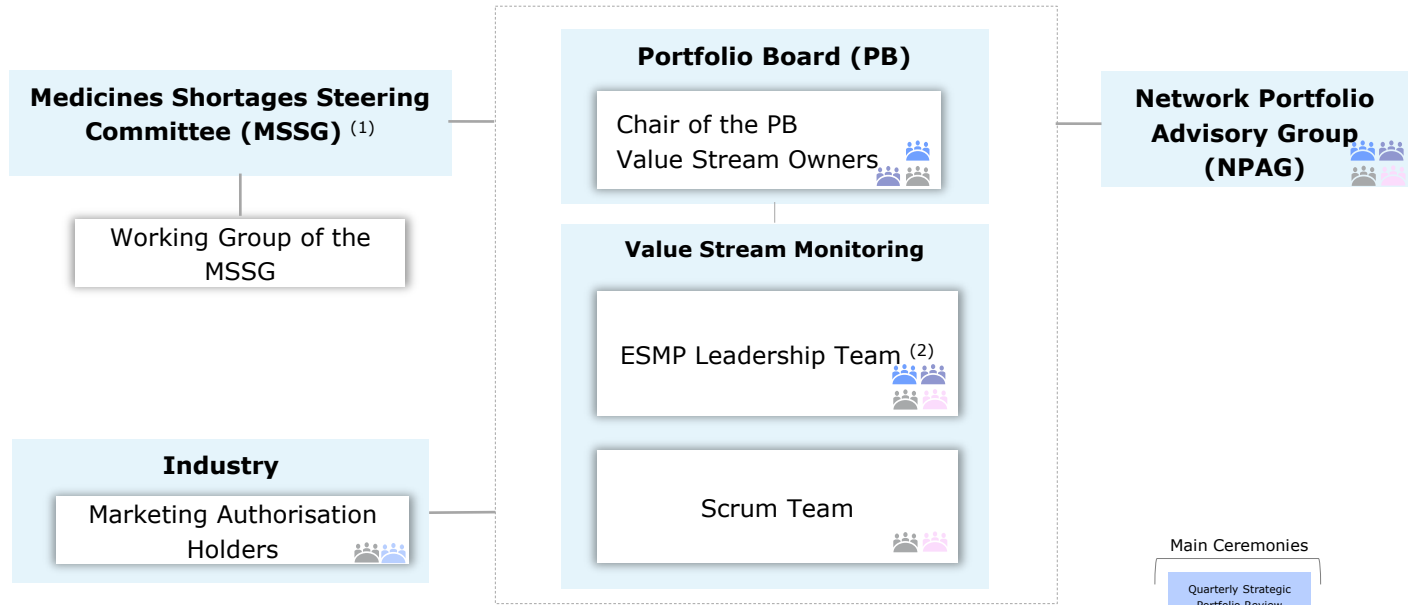 Medicines Shortages Steering
Committee (MSSG) (1)
Working Group of the
MSSG
Portfolio Board (PB)
Chair of the PB
Value Stream Owners
Value Stream Monitoring
ESMP Leadership Team (2)
Scrum Team
Network Portfolio
Advisory Group
(NPAG)
Industry
Marketing Authorisation
Holders
Main Ceremonies
Quarterly Strategic
Portfolio Review